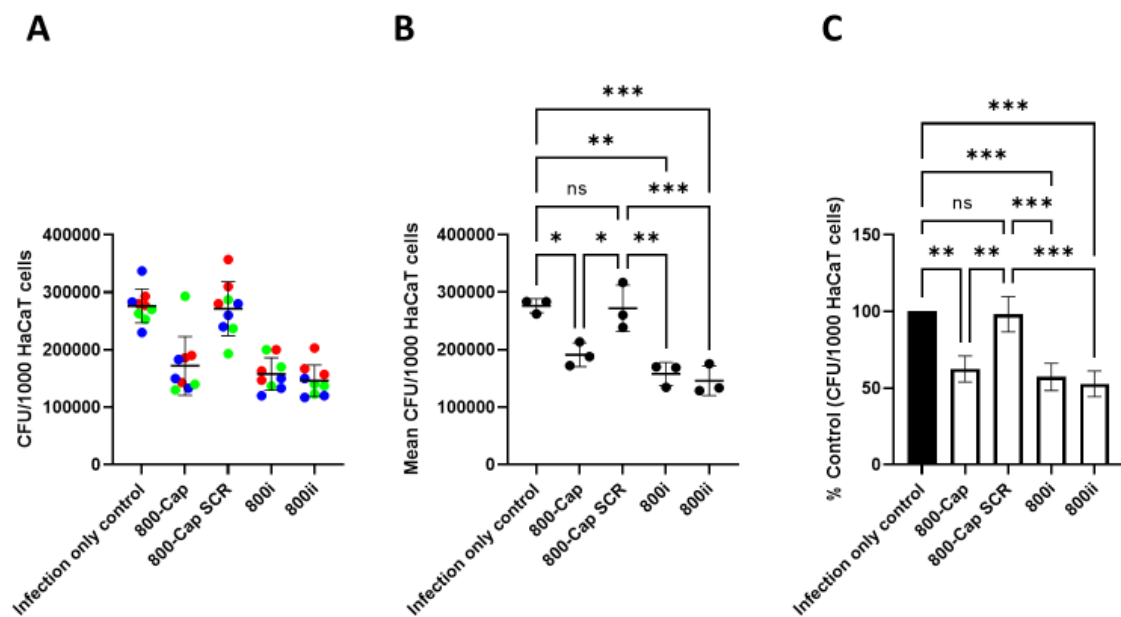 A
B
C
CFU/1000 HaCaT cells
400000
300000
200000
100000
0
Infection only control
800-Cap
800-Cap SCR
800i
800ii
***
**
ns
***
*
*
**
Mean CFU/1000 HaCaT cells
400000
300000
200000
100000
0
Infection only control
800-Cap
800-Cap SCR
800i
800ii
***
***
ns
***
**
**
***
% Control (CFU/1000 HaCaT cells)
150
100
50
0
Infection only control
800-Cap
800-Cap SCR
800i
800ii